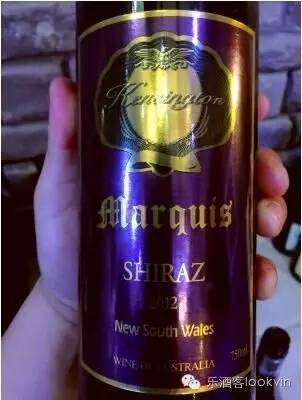 Kensington
Marquis
SHIRAZ
2012
New South Wales
WINE OF AUSTRALIA
750ml
乐酒客lookvin